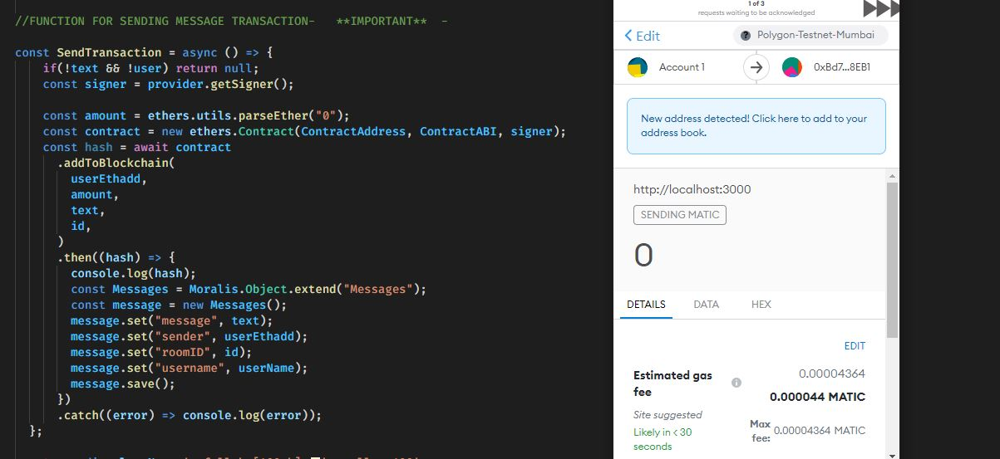 //FUNCTION FOR SENDING MESSAGE TRANSACTION-   **IMPORTANT**  -
const SendTransaction = async () => {
if(!text && !user) return null;
const signer = provider.getSigner();
const amount = ethers.utils.parseEther("0");
const contract = new ethers.Contract(ContractAddress, ContractABI, signer);
const hash = await contract
.addToBlockchain(
userEthadd,
amount,
text,
id,
)
.then((hash) => {
console.log(hash);
const Messages = Moralis.Object.extend("Messages");
const message = new Messages();
message.set("message", text);
message.set("sender", userEthadd);
message.set("roomID", id);
message.set("username", userName);
message.save();
})
.catch((error) => console.log(error));
};
1 of 3
requests waiting to be acknowledged
Edit
Polygon-Testnet-Mumbai
Account 1
0xBd7...8EB1
New address detected! Click here to add to your
address book.
http://localhost:3000
SENDING MATIC
0
DETAILS DATA HEX
EDIT
Estimated gas
fee
0.00004364
0.000044 MATIC
Site suggested
Likely in < 30
seconds
Max
fee:
0.00004364 MATIC